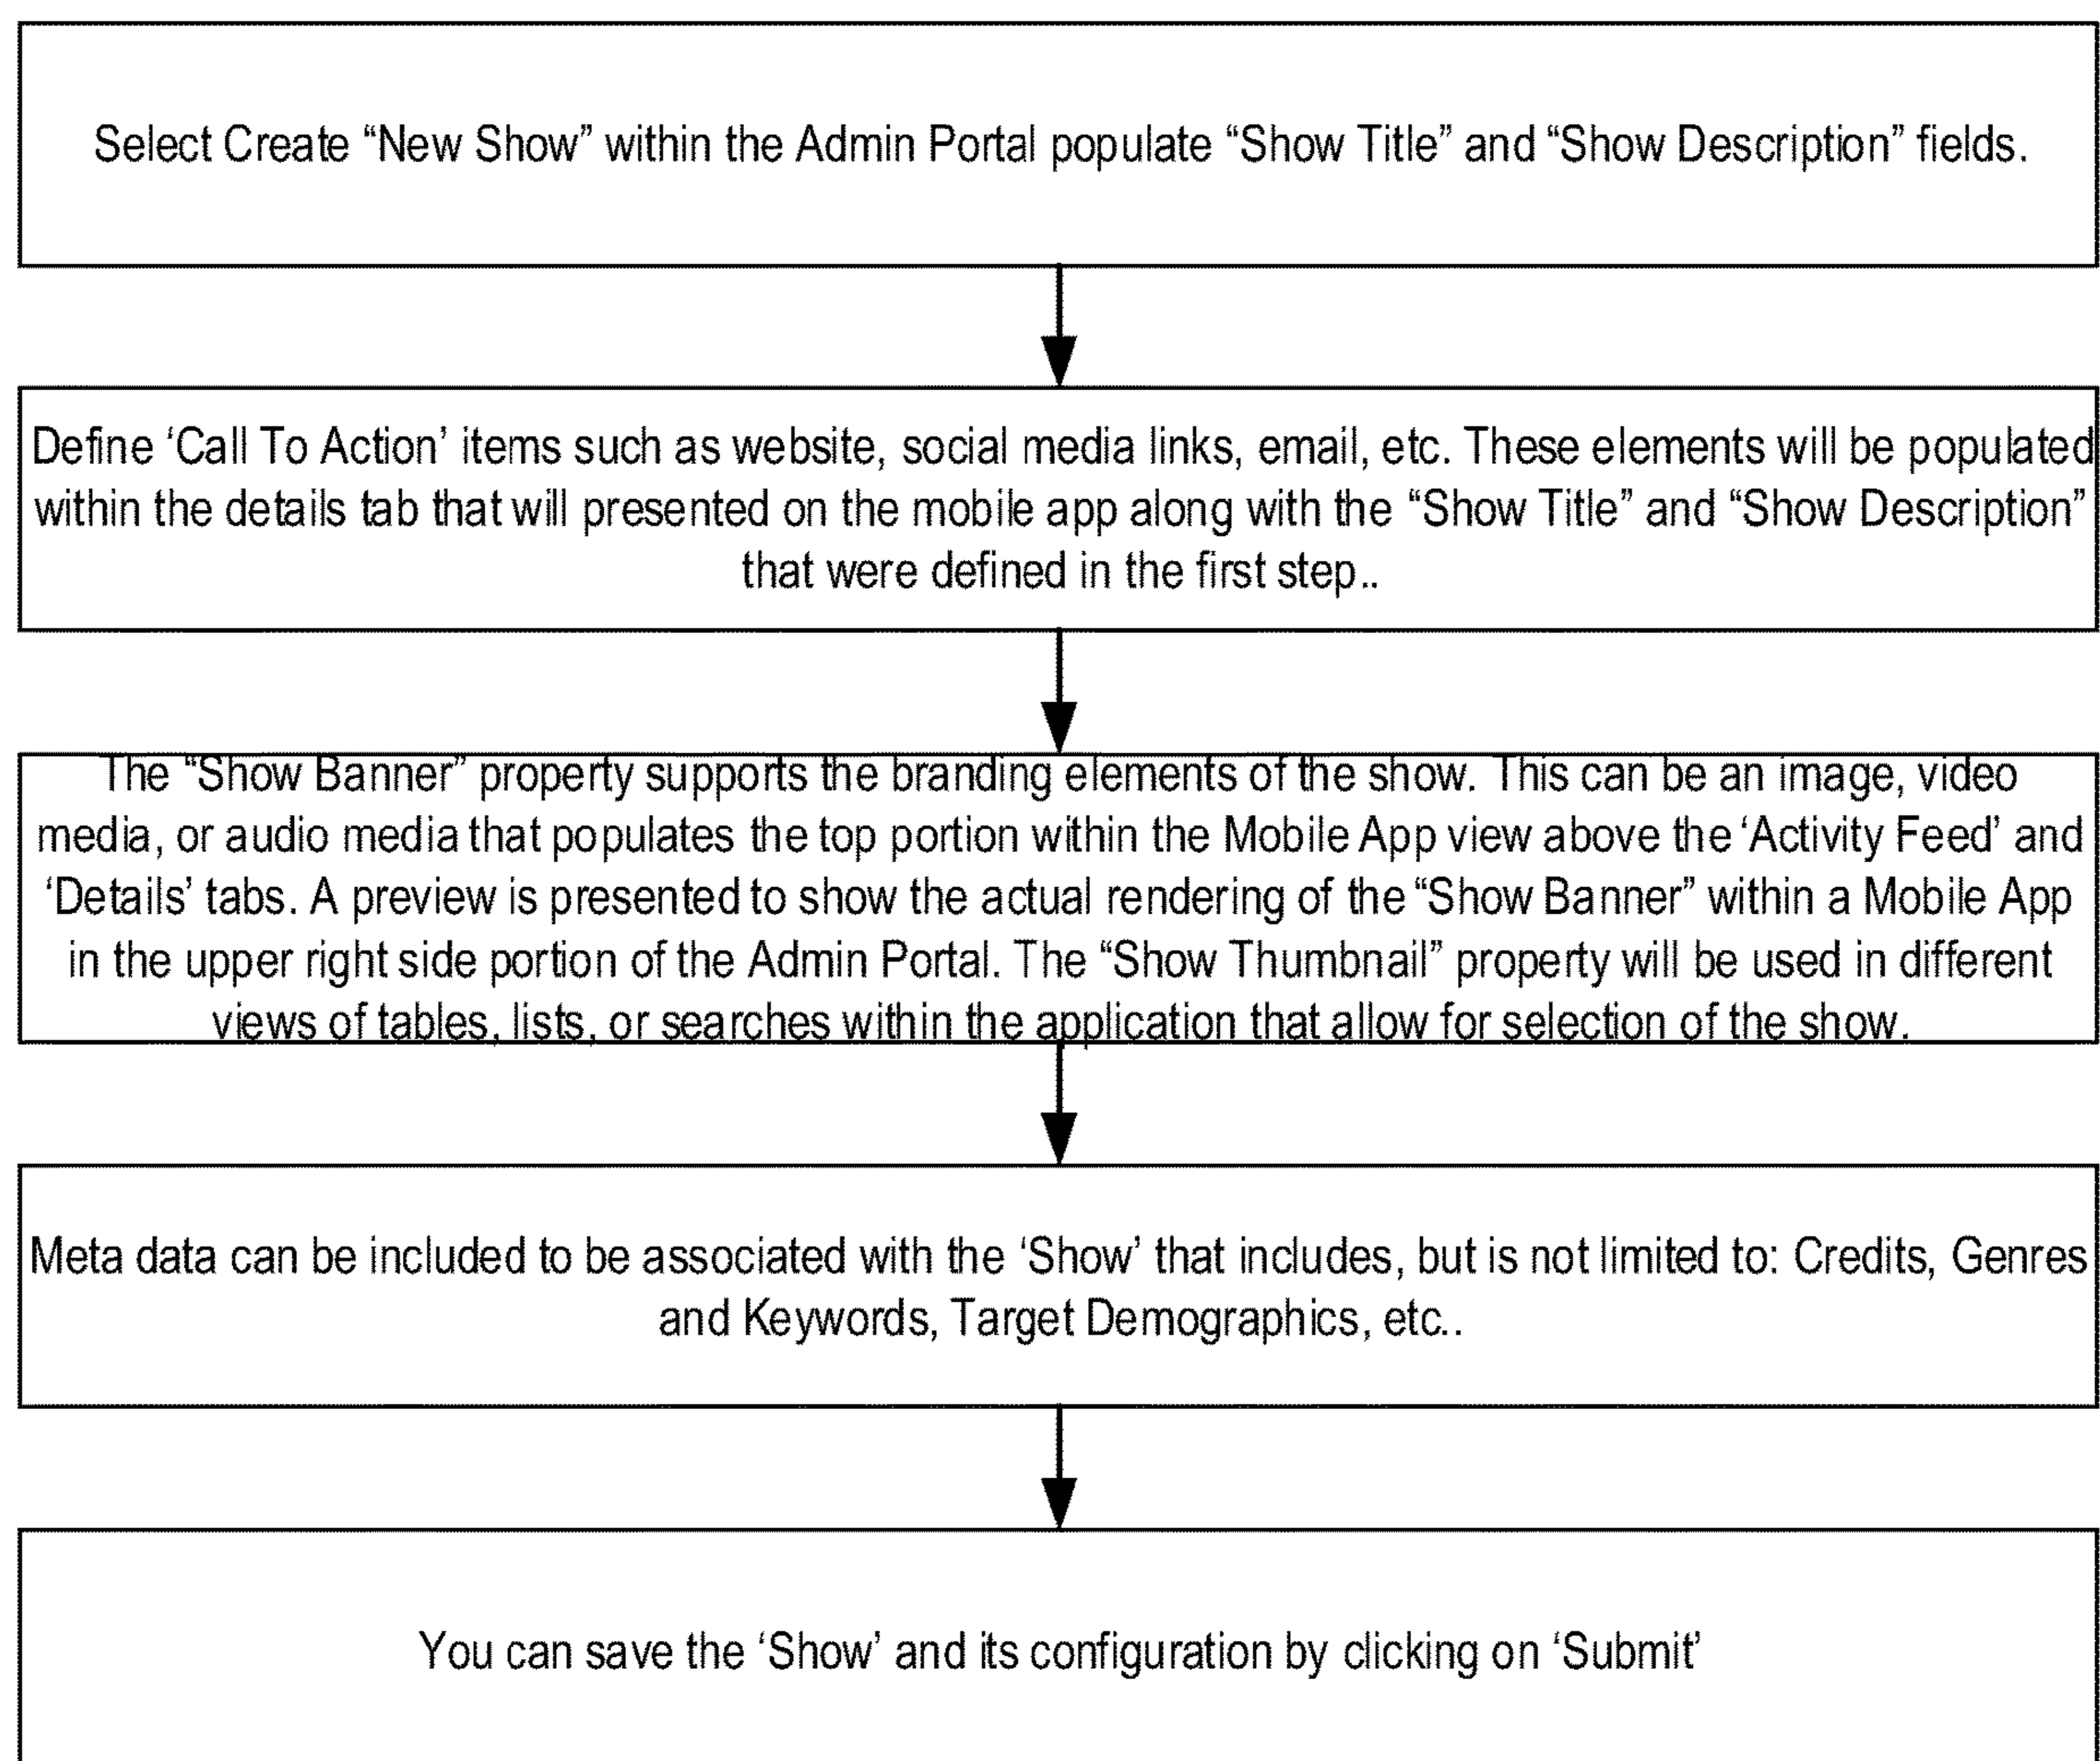 Select Create “New Show” within the Admin Portal populate “Show Title” and “Show Description” fields.
Define ‘Call To Action’ items such as website, social media links, email, etc. These elements will be populated
within the details tab that will presented on the mobile app along with the “Show Title” and “Show Description”
that were defined in the first step..
The “Show Banner” property supports the branding elements of the show. This can be an image, video
media, or audio media that populates the top portion within the Mobile App view above the ‘Activity Feed’ and
‘Details’ tabs. A preview is presented to show the actual rendering of the “Show Banner” within a Mobile App
in the upper right side portion of the Admin Portal. The “Show Thumbnail” property will be used in different
views of tables, lists, or searches within the application that allow for selection of the show.
Meta data can be included to be associated with the ‘Show’ that includes, but is not limited to: Credits, Genres
and Keywords, Target Demographics, etc..
You can save the ‘Show’ and its configuration by clicking on ‘Submit’